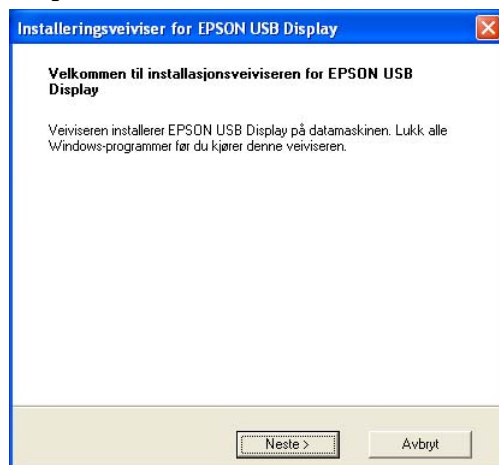 Installeringsveiviser for EPSON USB Display
Velkommen til installasjonsveiviseren for EPSON USB
Display
Veiviseren installerer EPSON USB Display på datamaskinen. Lukk alle
Windows-programmer før du kjører denne veiviseren.
Neste >
Avbryt